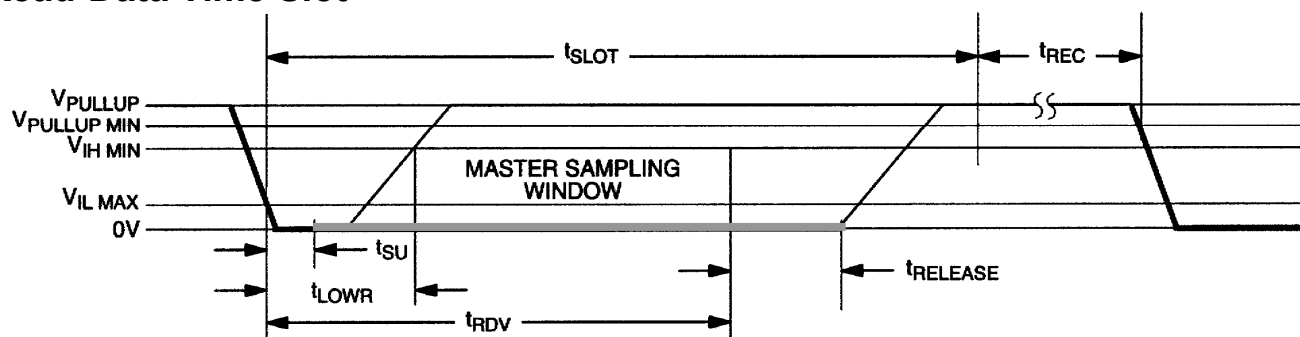 Read Data Time Slot
tSLOT
tREC
VPULLUP
VPULLUP MIN
VIH MIN
MASTER SAMPLING
WINDOW
VIL MAX
0V
tSU
tRELEASE
tLOWR
tRDV